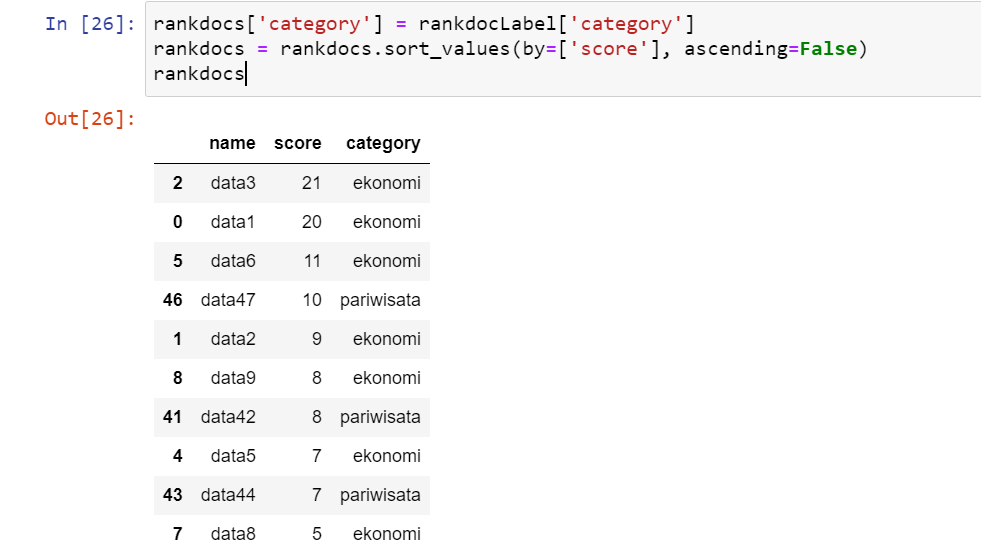 In [26]: rankdocs['category'] = rankdocLabel['category']
rankdocs = rankdocs.sort_values(by=['score'], ascending=False)
rankdocs
Out[26]:
name score category
2 data3 21 ekonomi
0 data1 20 ekonomi
5 data6 11 ekonomi
46 data47 10 pariwisata
1 data2 9 ekonomi
8 data9 8 ekonomi
41 data42 8 pariwisata
4 data5 7 ekonomi
43 data44 7 pariwisata
7 data8 5 ekonomi